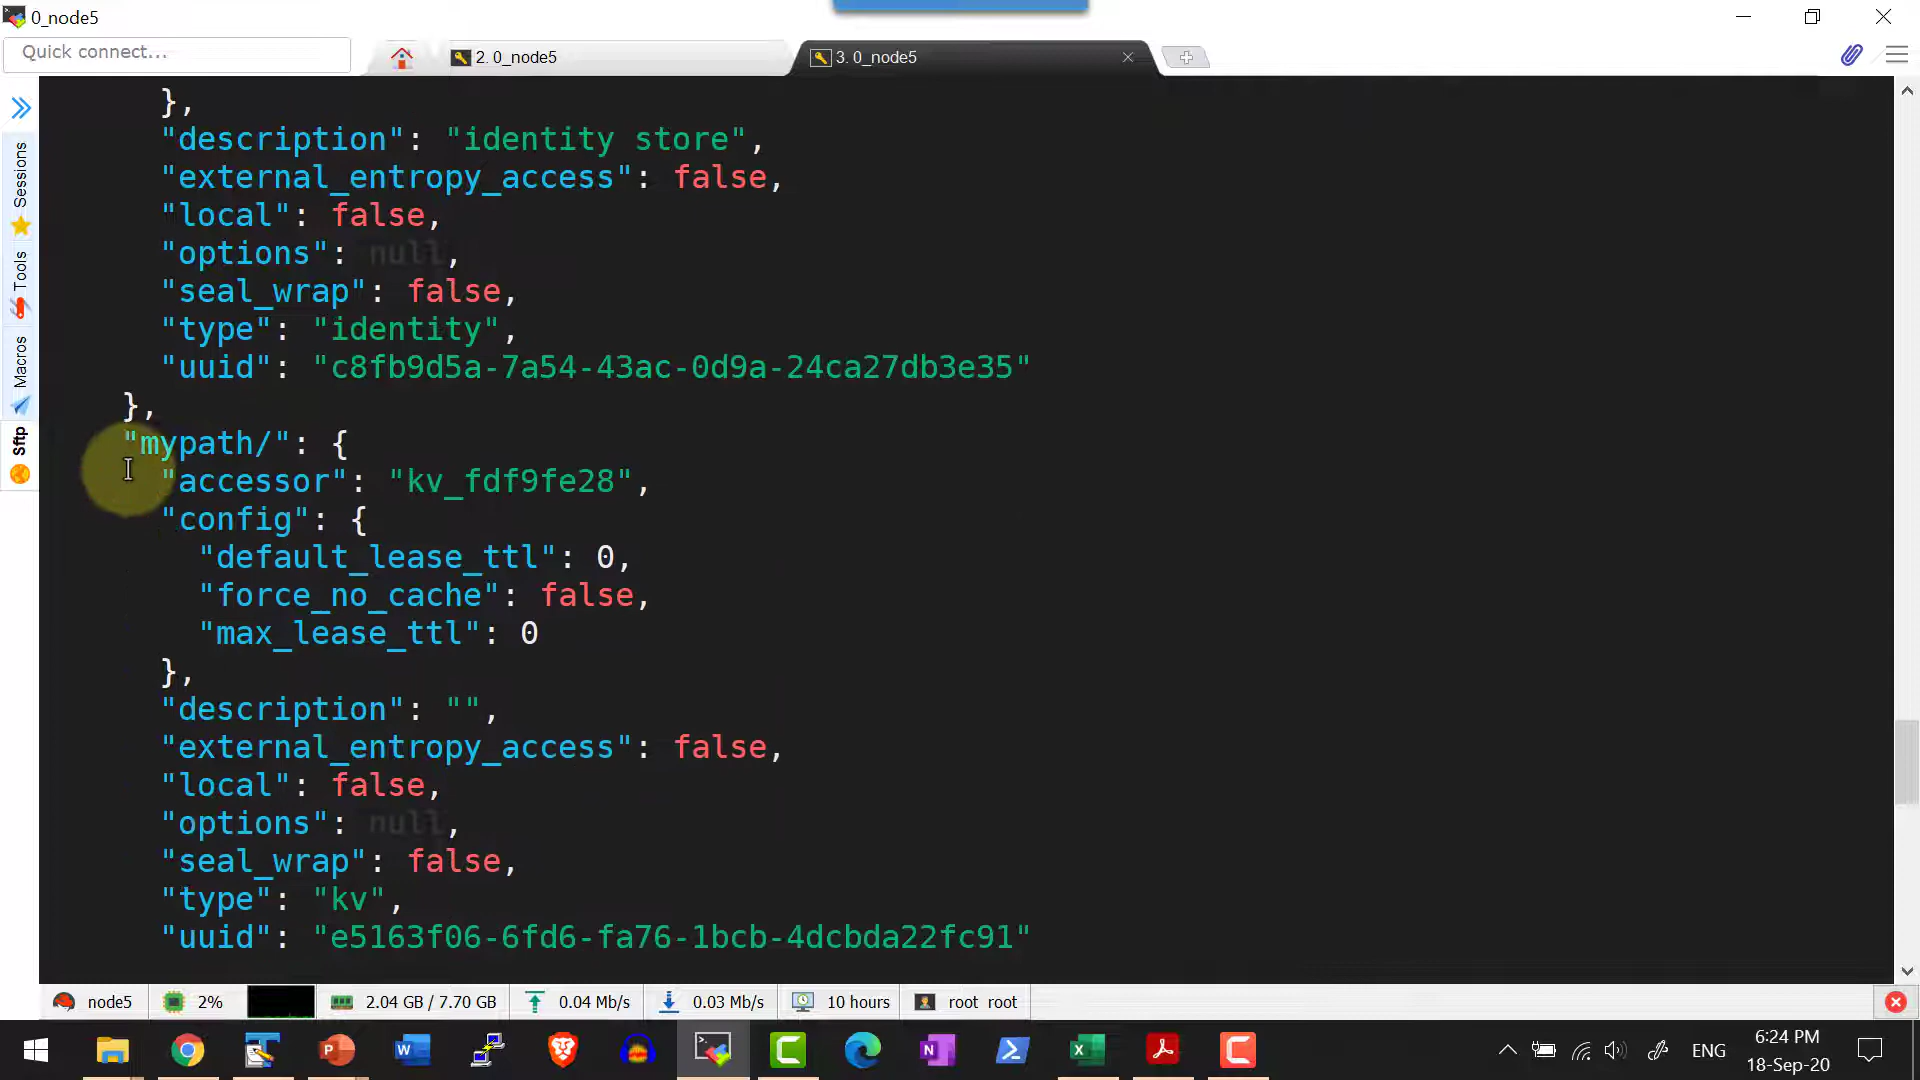 0_node5
Quick connect...
2. 0_node5
3. 0_node5
Sessions
Tools
Macros
Sftp
},
"description": "identity store",
"external_entropy_access": false,
"local": false,
"options": null,
"seal_wrap": false,
"type": "identity",
"uuid": "c8fb9d5a-7a54-43ac-0d9a-24ca27db3e35"
},
"mypath/": {
"accessor": "kv_fdf9fe28",
"config": {
"default_lease_ttl": 0,
"force_no_cache": false,
"max_lease_ttl": 0
},
"description": "",
"external_entropy_access": false,
"local": false,
"options": null,
"seal_wrap": false,
"type": "kv",
"uuid": "e5163f06-6fd6-fa76-1bcb-4dcbda22fc91"
node5 2% 2.04 GB / 7.70 GB 0.04 Mb/s 0.03 Mb/s 10 hours root root
ENG
6:24 PM
18-Sep-20